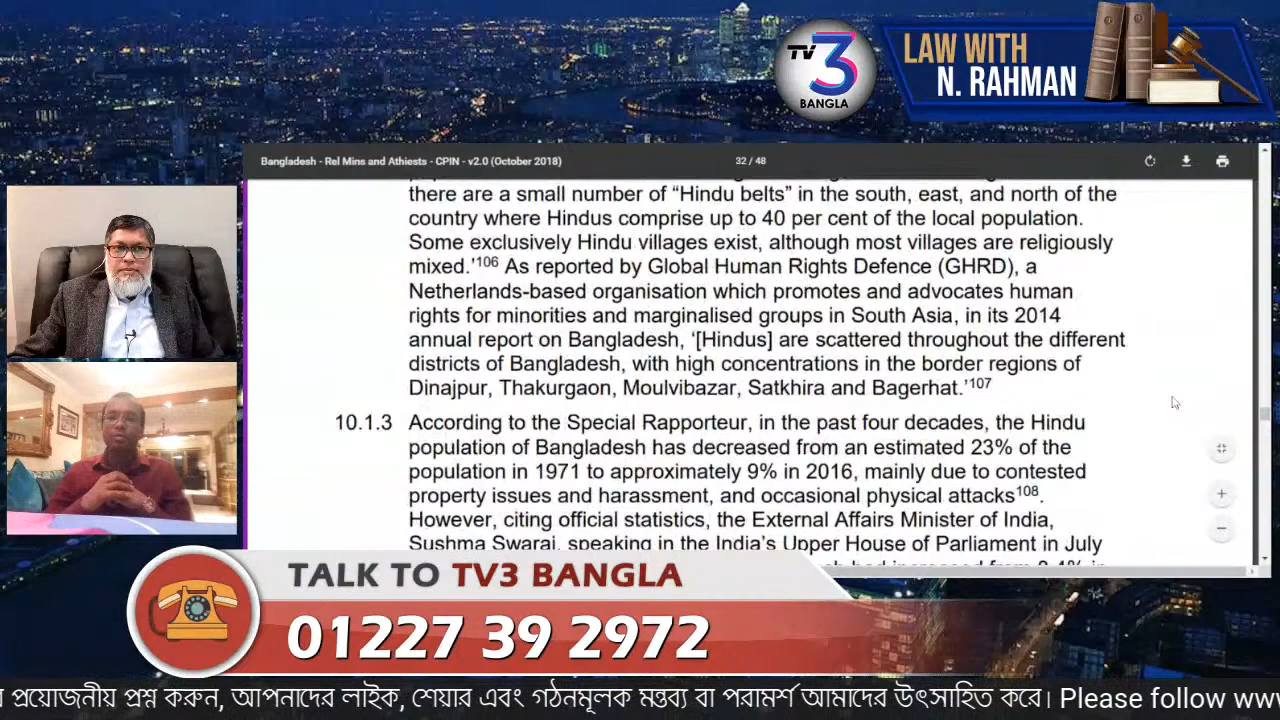 TV
3
BANGLA
LAW WITH
N. RAHMAN
Bangladesh - Rel Mins and Athiests - CPIN - v2.0 (October 2018)
32 / 48
there are a small number of “Hindu belts” in the south, east, and north of the
country where Hindus comprise up to 40 per cent of the local population.
Some exclusively Hindu villages exist, although most villages are religiously
mixed.’106 As reported by Global Human Rights Defence (GHRD), a
Netherlands-based organisation which promotes and advocates human
rights for minorities and marginalised groups in South Asia, in its 2014
annual report on Bangladesh, ‘[Hindus] are scattered throughout the different
districts of Bangladesh, with high concentrations in the border regions of
Dinajpur, Thakurgaon, Moulvibazar, Satkhira and Bagerhat.’107
10.1.3 According to the Special Rapporteur, in the past four decades, the Hindu
population of Bangladesh has decreased from an estimated 23% of the
population in 1971 to approximately 9% in 2016, mainly due to contested
property issues and harassment, and occasional physical attacks108.
However, citing official statistics, the External Affairs Minister of India,
Sushma Swaraj, speaking in the India’s Upper House of Parliament in July
TALK TO TV3 BANGLA
01227 39 2972
প্রয়োজনীয় প্রশ্ন করুন, আপনাদের লাইক, শেয়ার এবং গঠনমূলক মন্তব্য বা পরামর্শ আমাদের উৎসাহিত করে। Please follow www